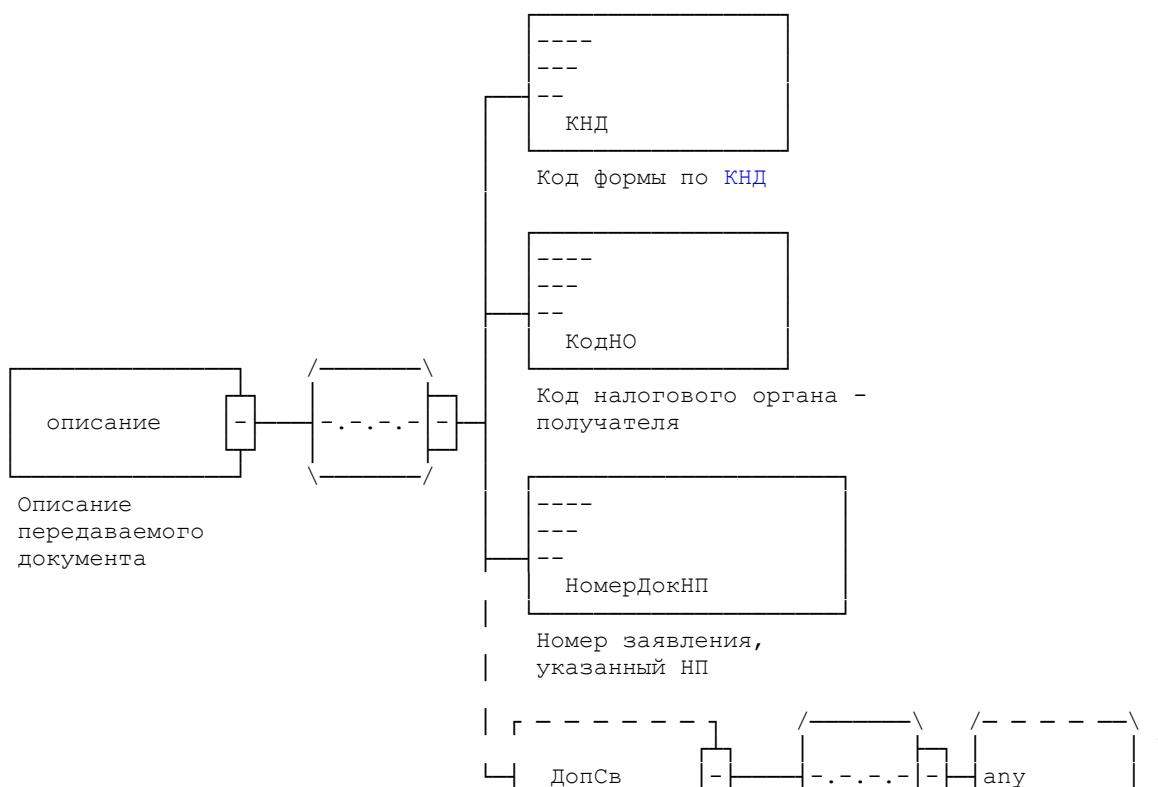 КНД
Код формы по КНД
КодНО
Код налогового органа -
получателя
описание
-.-.-.-
Описание
передаваемого
документа
НомерДокНП
Номер заявления,
указанный НП
ДопСв
-.-.-.-
any